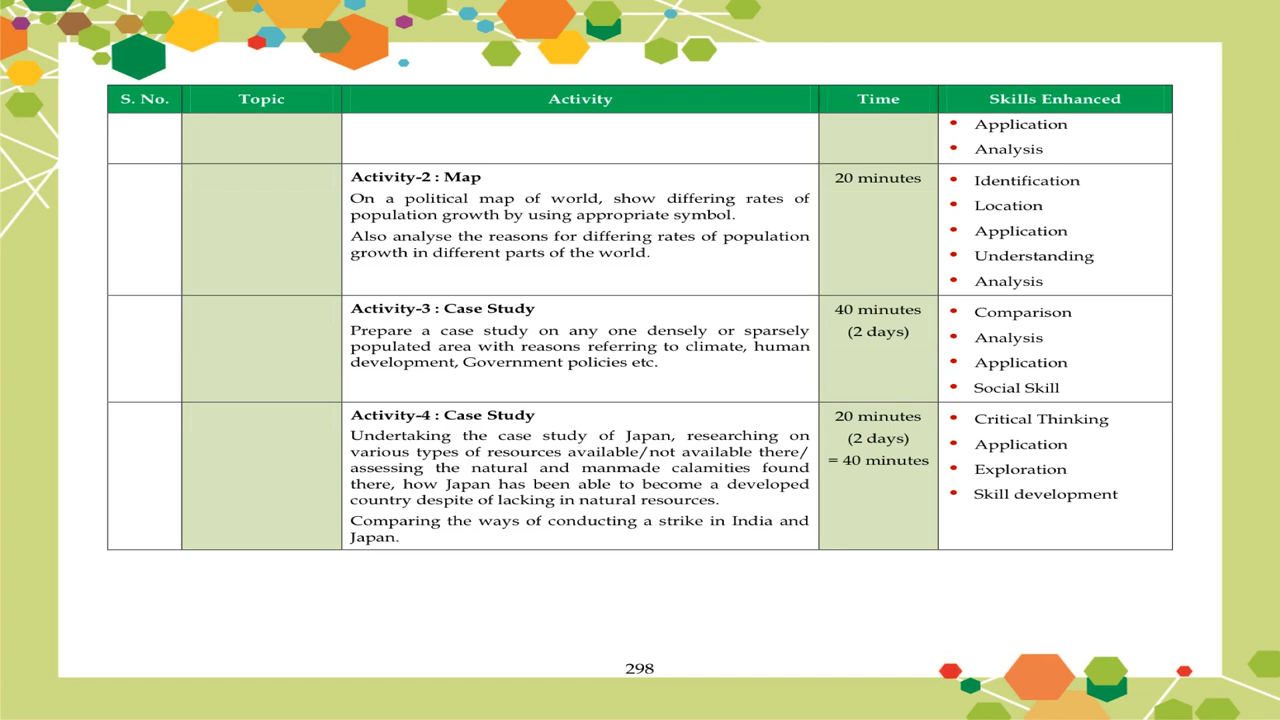 S. No. Topic Activity Time Skills Enhanced
• Application
• Analysis
Activity-2 : Map
On a political map of world, show differing rates of
population growth by using appropriate symbol.
Also analyse the reasons for differing rates of population
growth in different parts of the world.
20 minutes
• Identification
• Location
• Application
• Understanding
• Analysis
Activity-3 : Case Study
Prepare a case study on any one densely or sparsely
populated area with reasons referring to climate, human
development, Government policies etc.
40 minutes
(2 days)
• Comparison
• Analysis
• Application
• Social Skill
Activity-4 : Case Study
Undertaking the case study of Japan, researching on
various types of resources available/not available there/
assessing the natural and manmade calamities found
there, how Japan has been able to become a developed
country despite of lacking in natural resources.
Comparing the ways of conducting a strike in India and
Japan.
20 minutes
(2 days)
= 40 minutes
• Critical Thinking
• Application
• Exploration
• Skill development
298